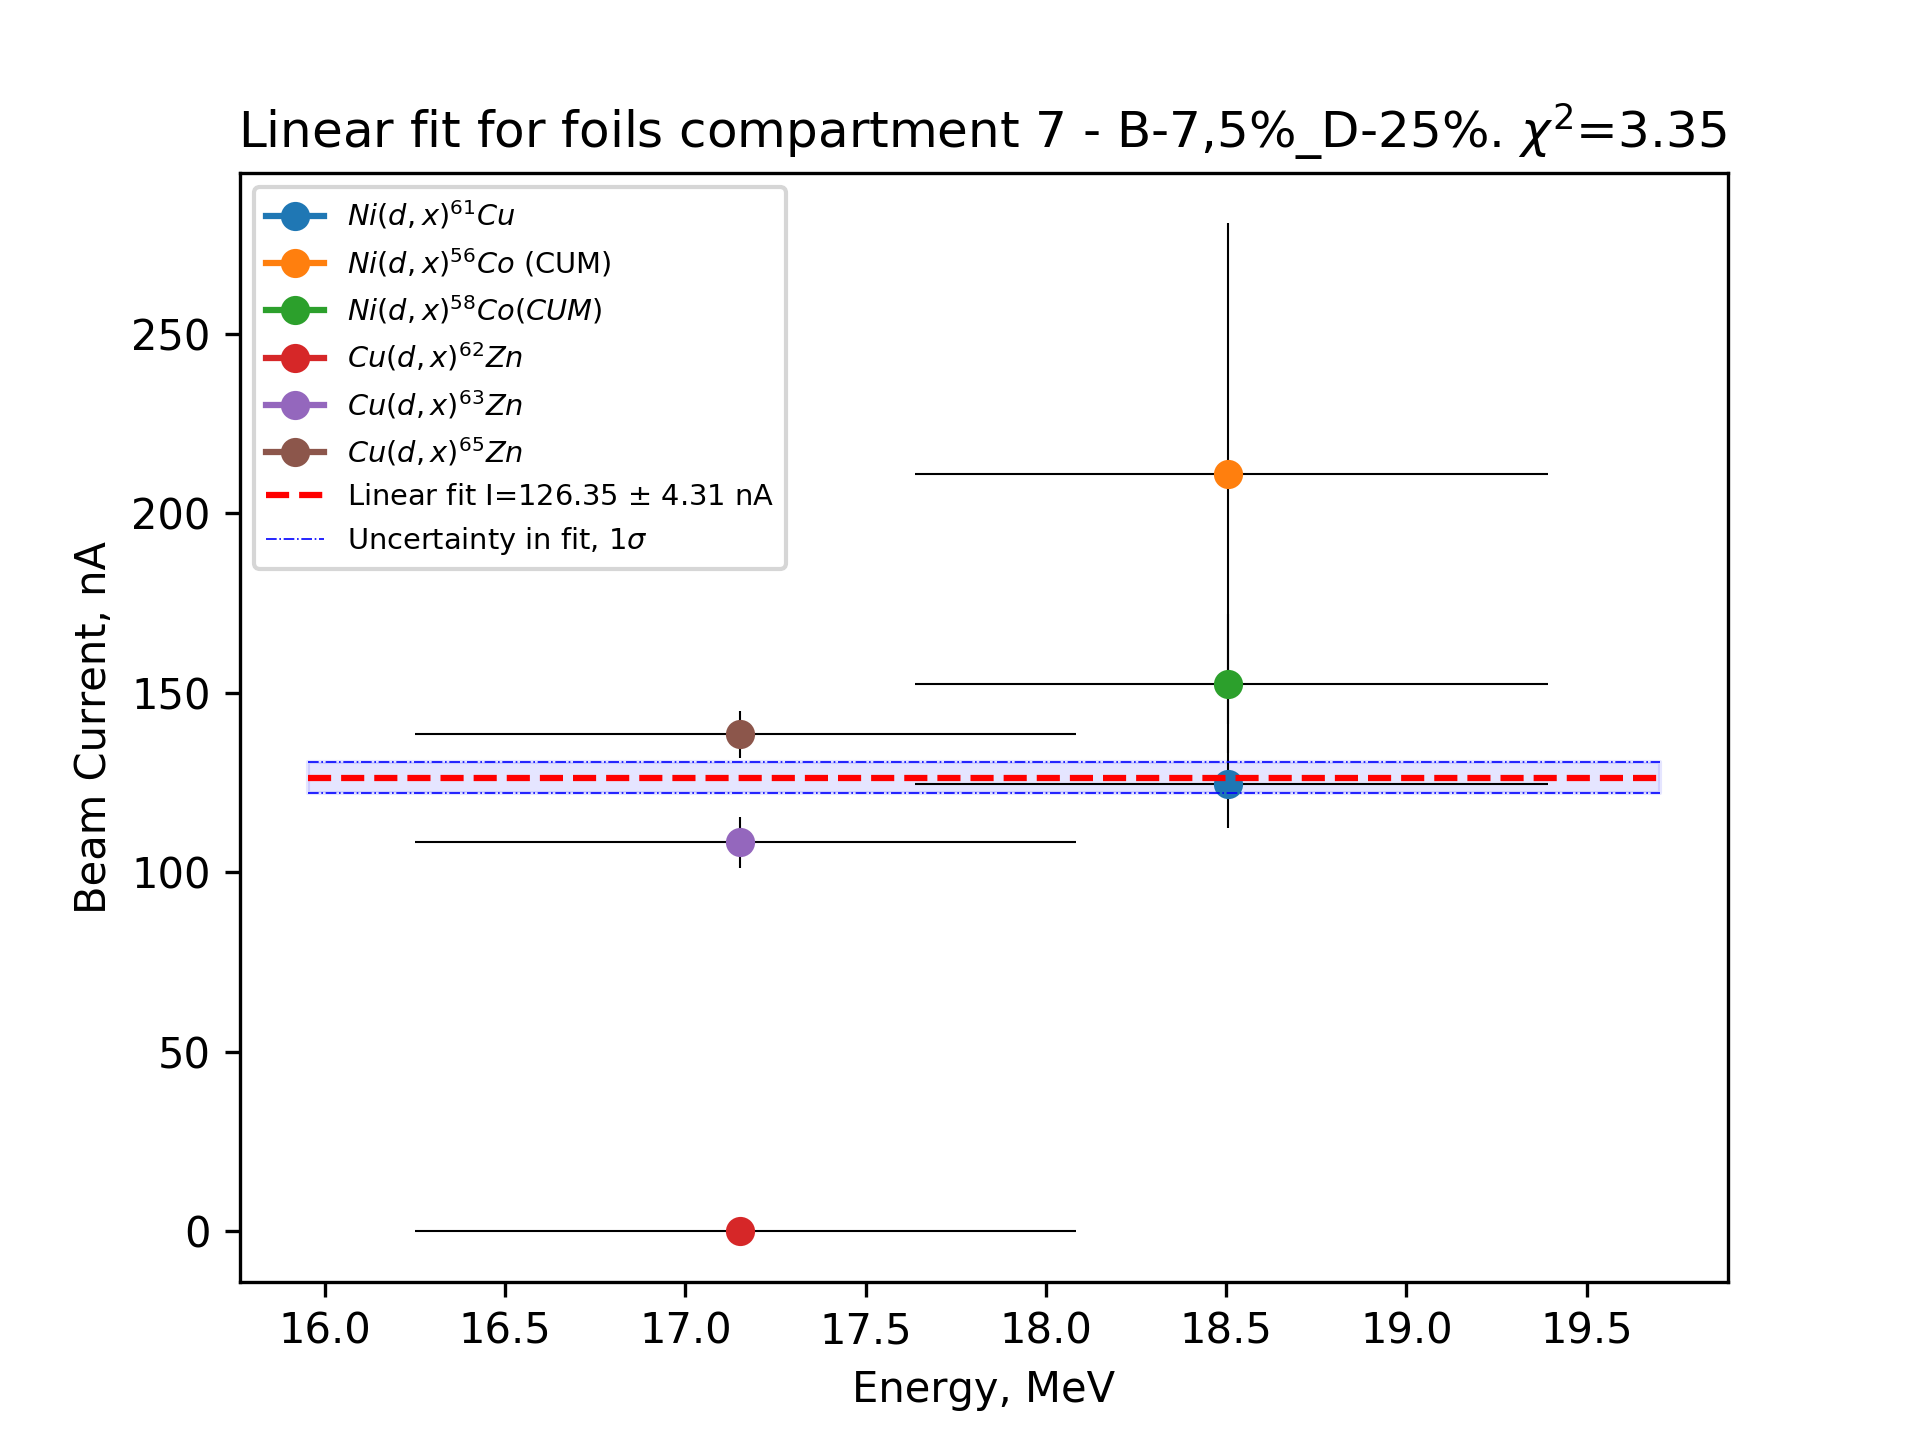 Linear fit for foils compartment 7 - B-7,5%_D-25%. χ²=3.35
Ni(d, x)⁶¹Cu
Ni(d, x)⁵⁶Co (CUM)
Ni(d, x)⁵⁸Co(CUM)
Cu(d, x)⁶²Zn
Cu(d, x)⁶³Zn
Cu(d, x)⁶⁵Zn
Linear fit I=126.35 ± 4.31 nA
Uncertainty in fit, 1σ
Beam Current, nA
250
200
150
100
50
0
16.0 16.5 17.0 17.5 18.0 18.5 19.0 19.5
Energy, MeV